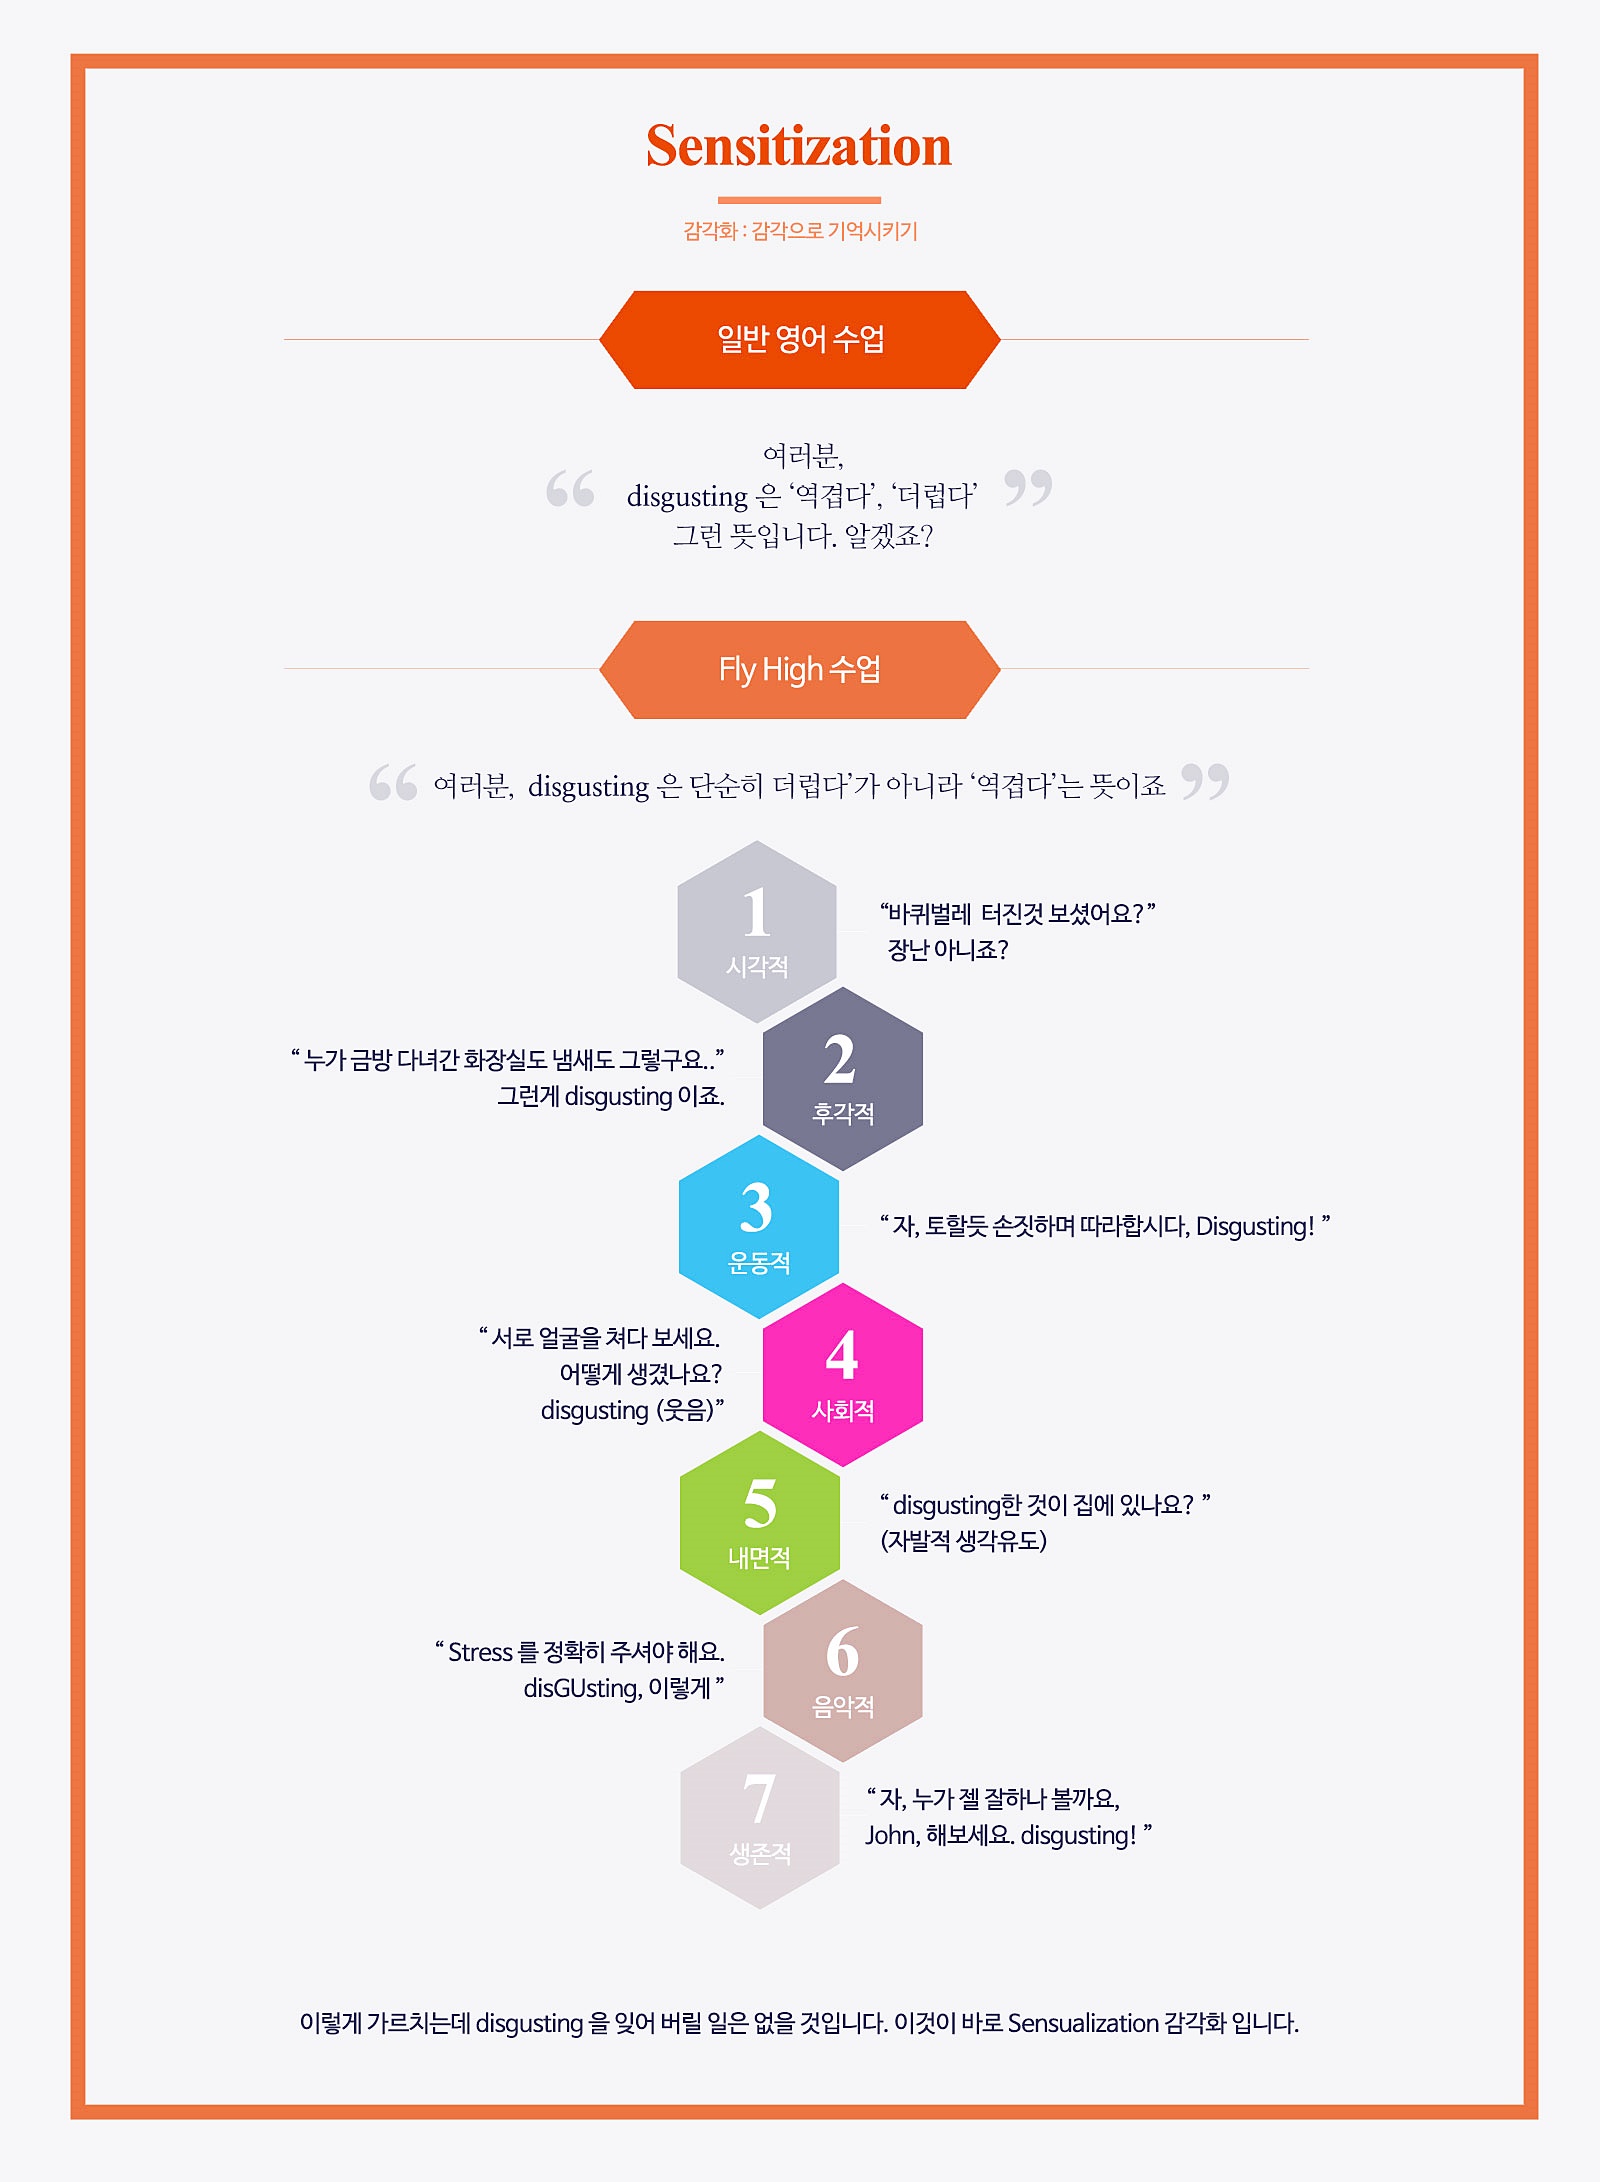 Sensitization
감각화 : 감각으로 기억시키기
일반 영어 수업
“ 여러분, ”
disgusting 은 ‘역겹다’, ‘더럽다’
그런 뜻입니다. 알겠죠?
Fly High 수업
“ 여러분, disgusting 은 단순히 더럽다’가 아니라 ‘역겹다’는 뜻이죠 ”
1
시각적
“바퀴벌레 터진것 보셨어요?”
장난 아니죠?
2
후각적
“ 누가 금방 다녀간 화장실도 냄새도 그렇구요..”
그런게 disgusting 이죠.
3
운동적
“ 자, 토할듯 손짓하며 따라합시다, Disgusting! ”
4
사회적
“ 서로 얼굴을 쳐다 보세요.
어떻게 생겼나요?
disgusting (웃음)”
5
내면적
“ disgusting한 것이 집에 있나요? ”
(자발적 생각유도)
6
음악적
“ Stress 를 정확히 주셔야 해요.
disGUsting, 이렇게 ”
7
생존적
“ 자, 누가 젤 잘하나 볼까요,
John, 해보세요. disgusting! ”
이렇게 가르치는데 disgusting 을 잊어 버릴 일은 없을 것입니다. 이것이 바로 Sensualization 감각화 입니다.